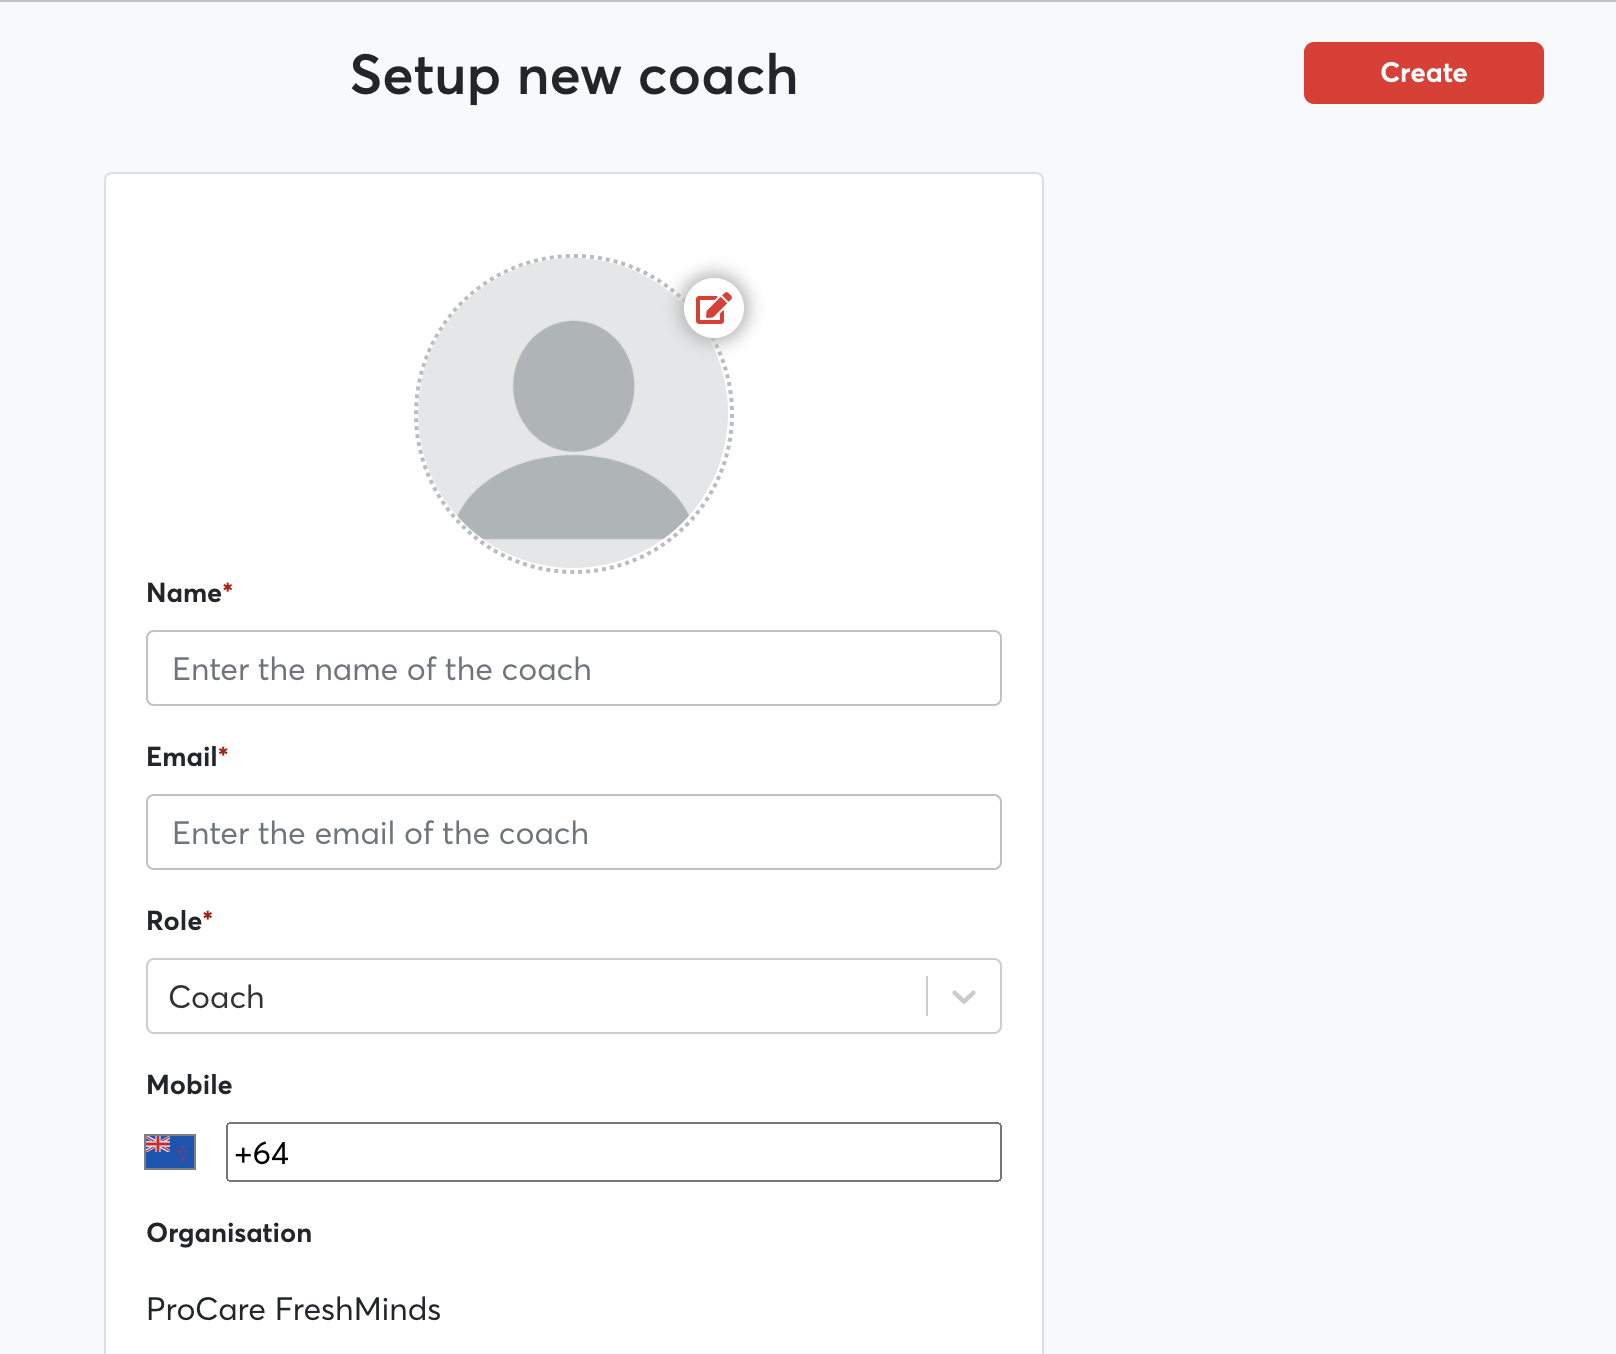 Setup new coach
Create
Name*
Enter the name of the coach
Email*
Enter the email of the coach
Role*
Coach
Mobile
+64
Organisation
ProCare FreshMinds